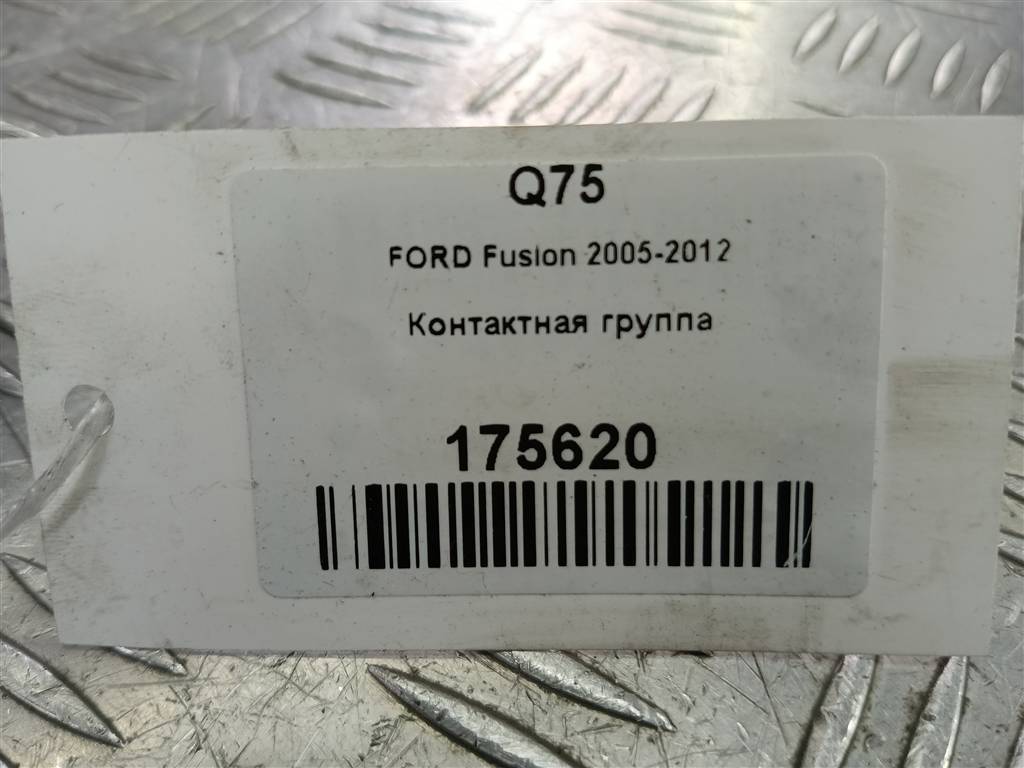 Q75
FORD Fusion 2005-2012
Контактная группа
175620